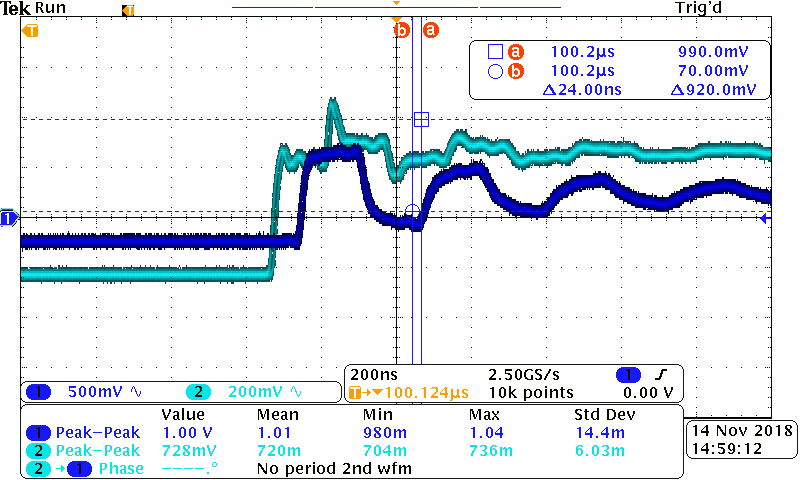 Tek Run Trig'd
T
b a
a 100.2µs 990.0mV
b 100.2µs 70.00mV
Δ24.00ns Δ920.0mV
1
1 500mV 2 200mV
200ns 2.50GS/s 1
T→▼100.124µs 10k points 0.00 V
Value Mean Min Max Std Dev
1 Peak−Peak 1.00 V 1.01 980m 1.04 14.4m
2 Peak−Peak 728mV 720m 704m 736m 6.03m
2 →1 Phase −−−−.° No period 2nd wfm
14 Nov 2018
14:59:12